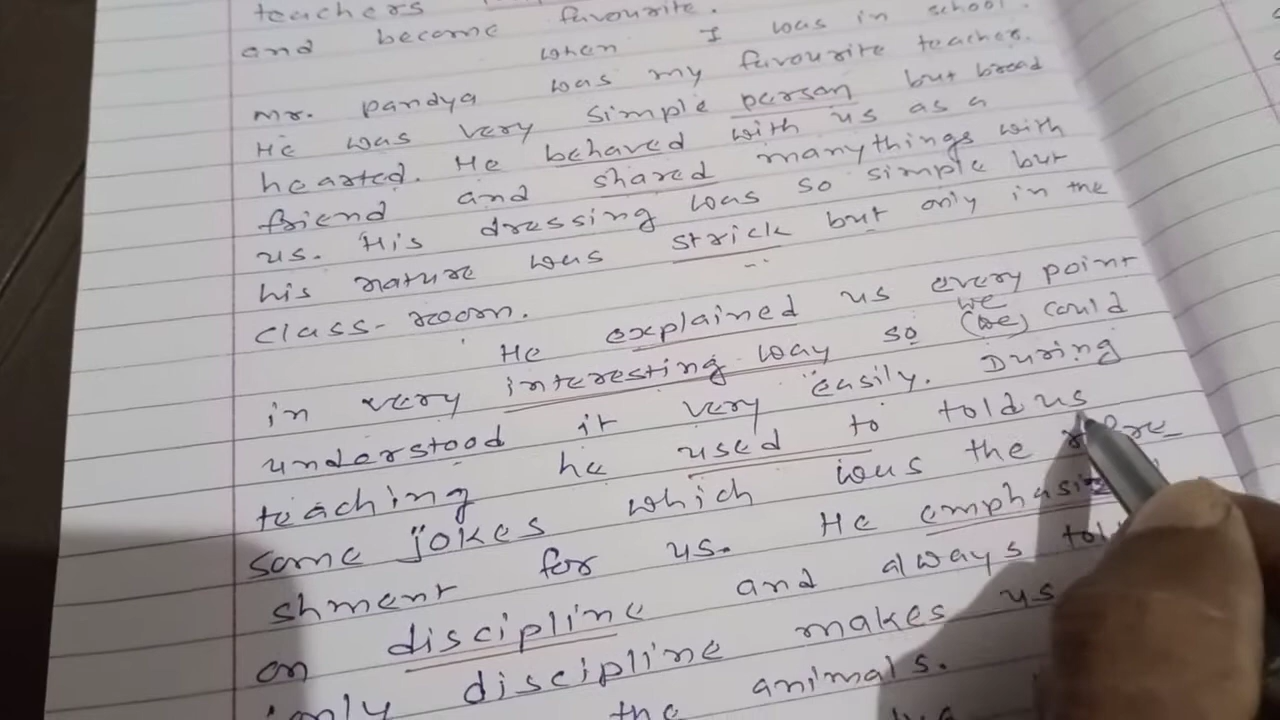 teachers
and become favourite.
when I was in school.
Mr. pandya was my favourite teacher.
He was very simple person but broad
hearted. He behaved with us as a
friend and shared manythings with
us. His dressing was so simple but
his nature was strick but only in the
class-room.
He explained us every point
we
in very interesting way so (we) could
understood it very easily. During
teaching he used to told us
some jokes which was the
shment for us. He
on discipline and always
only discipline makes us
the animals.